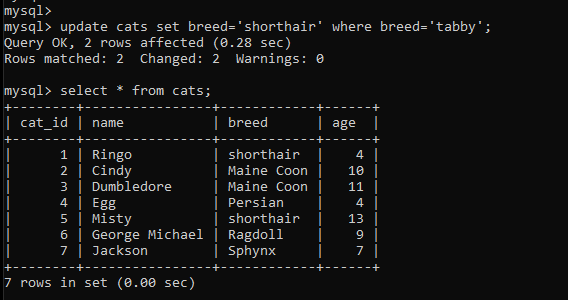 mysql>
mysql> update cats set breed='shorthair' where breed='tabby';
Query OK, 2 rows affected (0.28 sec)
Rows matched: 2  Changed: 2  Warnings: 0
mysql> select * from cats;
+--------+----------------+------------+------+
| cat_id | name           | breed      | age  |
+--------+----------------+------------+------+
|      1 | Ringo          | shorthair  |    4 |
|      2 | Cindy          | Maine Coon |   10 |
|      3 | Dumbledore     | Maine Coon |   11 |
|      4 | Egg            | Persian    |    4 |
|      5 | Misty          | shorthair  |   13 |
|      6 | George Michael | Ragdoll    |    9 |
|      7 | Jackson        | Sphynx     |    7 |
+--------+----------------+------------+------+
7 rows in set (0.00 sec)